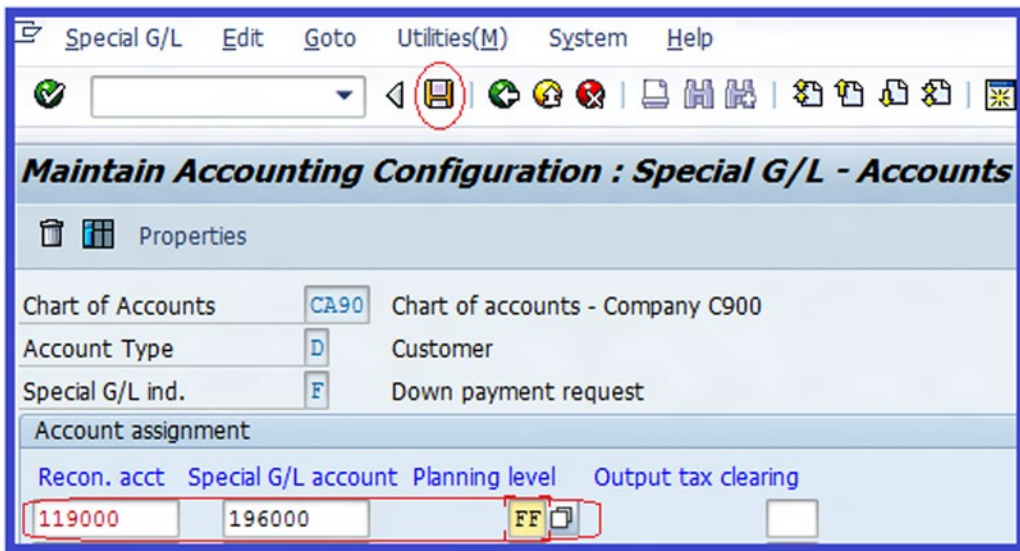 Special G/L Edit Goto Utilities(M) System Help
Maintain Accounting Configuration : Special G/L - Accounts
Properties
Chart of Accounts CA90 Chart of accounts - Company C900
Account Type D Customer
Special G/L ind. F Down payment request
Account assignment
Recon. acct Special G/L account Planning level Output tax clearing
119000 196000 FF